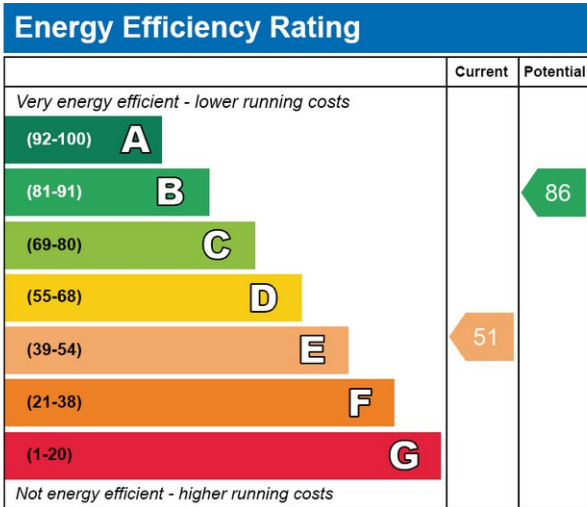 Energy Efficiency Rating
Current Potential
Very energy efficient - lower running costs
(92-100) A
(81-91) B 86
(69-80) C
(55-68) D
(39-54) E 51
(21-38) F
(1-20) G
Not energy efficient - higher running costs